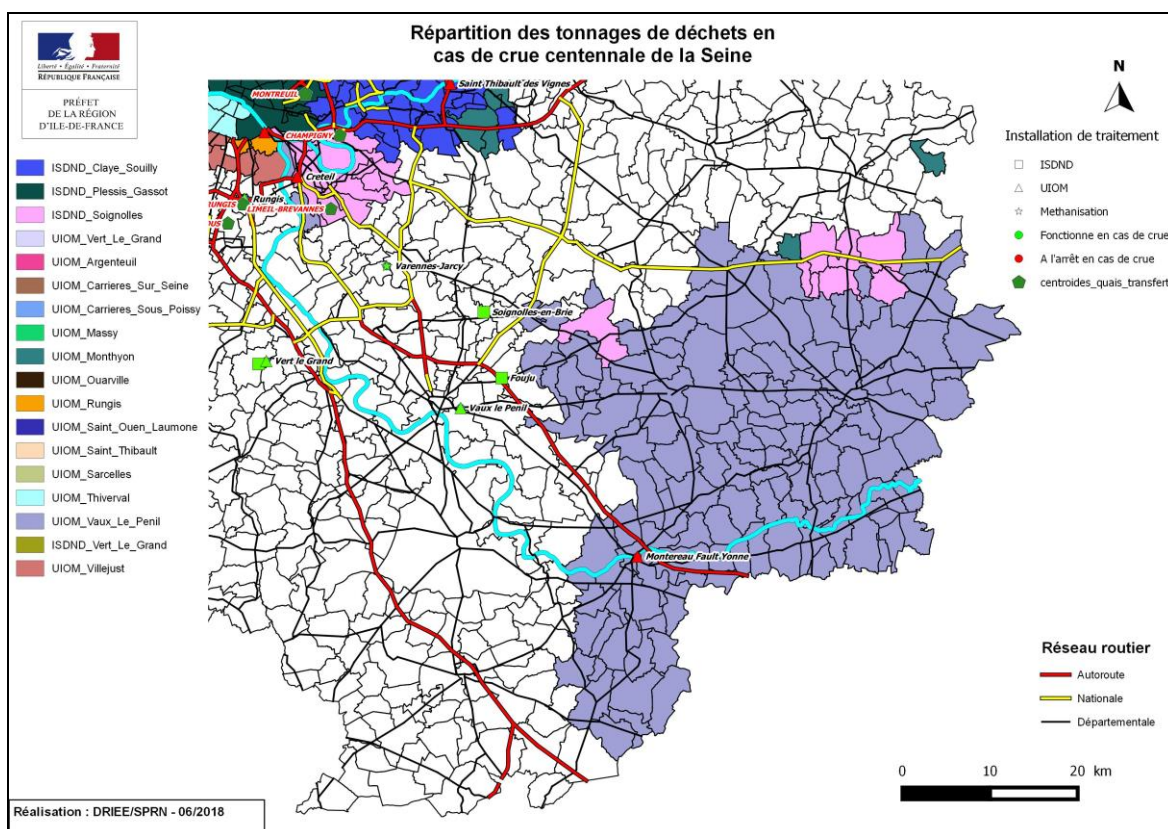 Répartition des tonnages de déchets en
cas de crue centennale de la Seine
Liberté • Égalité • Fraternité
RÉPUBLIQUE FRANÇAISE
PRÉFET
DE LA RÉGION
D'ILE-DE-FRANCE
ISDND_Claye_Souilly
ISDND_Plessis_Gassot
ISDND_Soignolles
UIOM_Vert_Le_Grand
UIOM_Argenteuil
UIOM_Carrieres_Sur_Seine
UIOM_Carrieres_Sous_Poissy
UIOM_Massy
UIOM_Monthyon
UIOM_Ouarville
UIOM_Rungis
UIOM_Saint_Ouen_Laumone
UIOM_Saint_Thibault
UIOM_Sarcelles
UIOM_Thiverval
UIOM_Vaux_Le_Penil
ISDND_Vert_Le_Grand
UIOM_Villejust
Réalisation : DRIEE/SPRN - 06/2018
MONTREUIL
Saint Thibault des Vignes
CHAMPIGNY
Creteil
RUNGIS
Rungis
LIMEIL-BREVANNES
Varennes-Jarcy
Soignolles-en-Brie
Vert le Grand
Fouju
Vaux le Penil
Montereau Fault-Yonne
N
Installation de traitement
ISDND
UIOM
Methanisation
Fonctionne en cas de crue
A l'arrêt en cas de crue
centroides_quais_transfert
Réseau routier
Autoroute
Nationale
Départementale
0 10 20 km